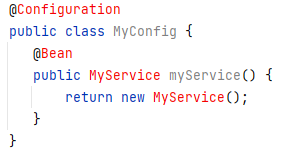 @Configuration
public class MyConfig {
    @Bean
    public MyService myService() {
        return new MyService();
    }
}